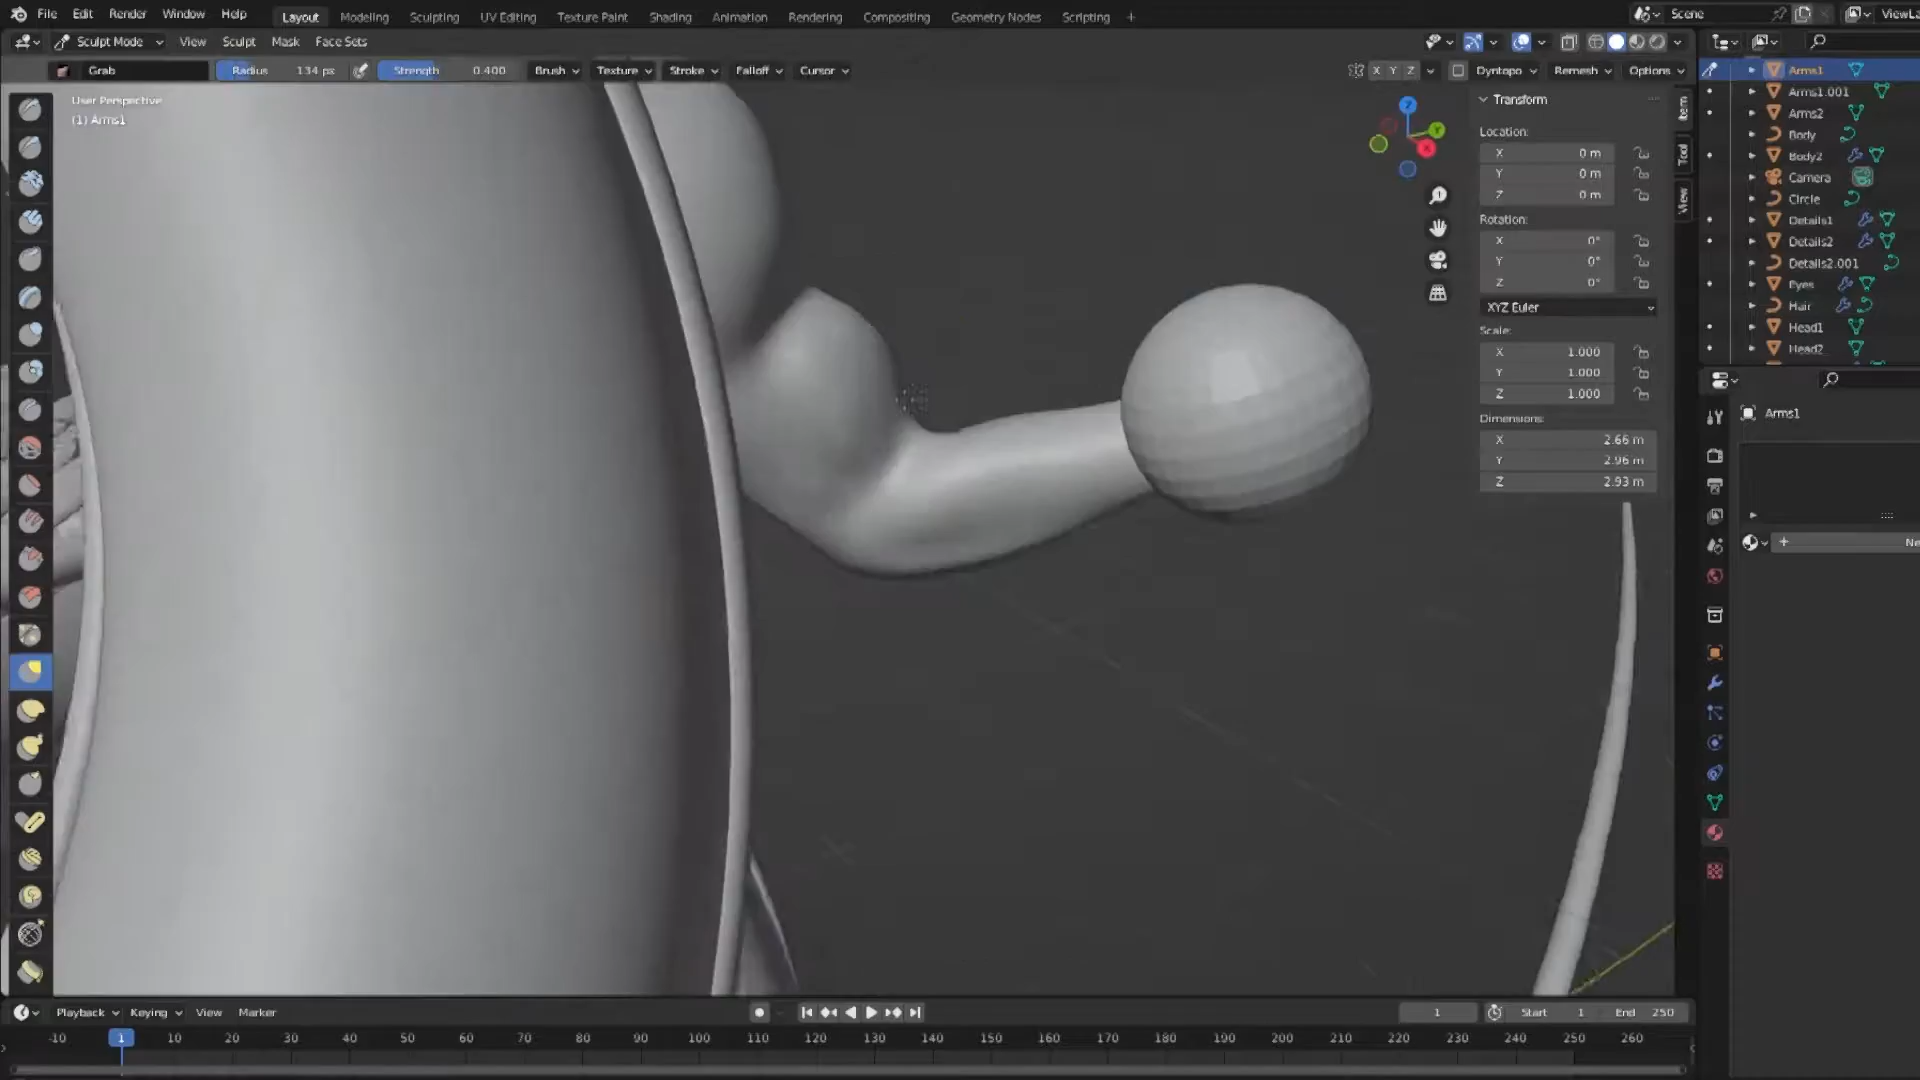 File Edit Render Window Help Layout Modeling Sculpting UV Editing Texture Paint Shading Animation Rendering Compositing Geometry Nodes Scripting + Scene
Sculpt Mode View Sculpt Mask Face Sets
Grab Radius 134 px Strength 0.400 Brush Texture Stroke Falloff Cursor X Y Z Dyntopo Remesh Options
User Perspective
(1) Arms1
Z
Y
X
Transform
Location:
X 0 m
Y 0 m
Z 0 m
Rotation:
X 0°
Y 0°
Z 0°
XYZ Euler
Scale:
X 1.000
Y 1.000
Z 1.000
Dimensions:
X 2.66 m
Y 2.96 m
Z 2.93 m
Item
Tool
View
Arms1
Arms1.001
Arms2
Body
Body2
Camera
Circle
Details1
Details2
Details2.001
Eyes
Hair
Head1
Head2
Arms1
+ Ne
Playback Keying View Marker 1 Start 1 End 250
-10 1 10 20 30 40 50 60 70 80 90 100 110 120 130 140 150 160 170 180 190 200 210 220 230 240 250 260